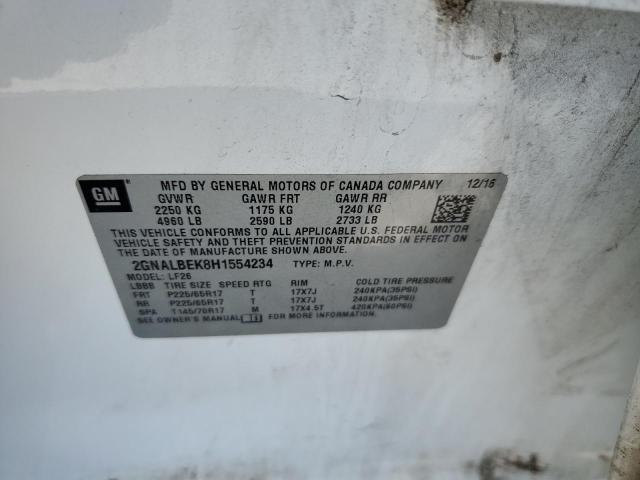 GM
MFD BY GENERAL MOTORS OF CANADA COMPANY 12/16
GVWR GAWR FRT GAWR RR
2250 KG 1175 KG 1240 KG
4960 LB 2590 LB 2733 LB
THIS VEHICLE CONFORMS TO ALL APPLICABLE U.S. FEDERAL MOTOR
VEHICLE SAFETY AND THEFT PREVENTION STANDARDS IN EFFECT ON
THE DATE OF MANUFACTURE SHOWN ABOVE.
2GNALBEK8H1554234 TYPE: M.P.V.
MODEL: LF26
LBBB TIRE SIZE SPEED RTG RIM COLD TIRE PRESSURE
FRT P225/65R17 T 17X7J 240KPA(35PSI)
RR P225/65R17 T 17X7J 240KPA(35PSI)
SPA T145/70R17 M 17X4.5T 420KPA(60PSI)
SEE OWNER'S MANUAL FOR MORE INFORMATION.